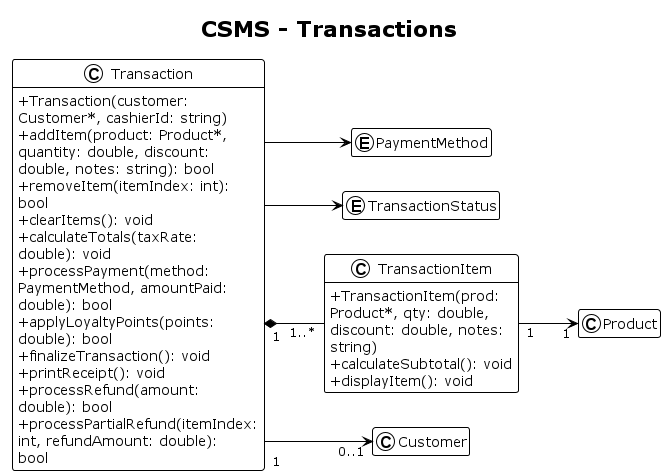 CSMS - Transactions
C Transaction
+Transaction(customer:
Customer*, cashierId: string)
+addItem(product: Product*,
quantity: double, discount:
double, notes: string): bool
+removeItem(itemIndex: int):
bool
+clearItems(): void
+calculateTotals(taxRate:
double): void
+processPayment(method:
PaymentMethod, amountPaid:
double): bool
+applyLoyaltyPoints(points:
double): bool
+finalizeTransaction(): void
+printReceipt(): void
+processRefund(amount:
double): bool
+processPartialRefund(itemIndex:
int, refundAmount: double):
bool
E PaymentMethod
E TransactionStatus
1
1..*
C TransactionItem
+TransactionItem(prod:
Product*, qty: double,
discount: double, notes:
string)
+calculateSubtotal(): void
+displayItem(): void
1
1
C Product
1
0..1
C Customer